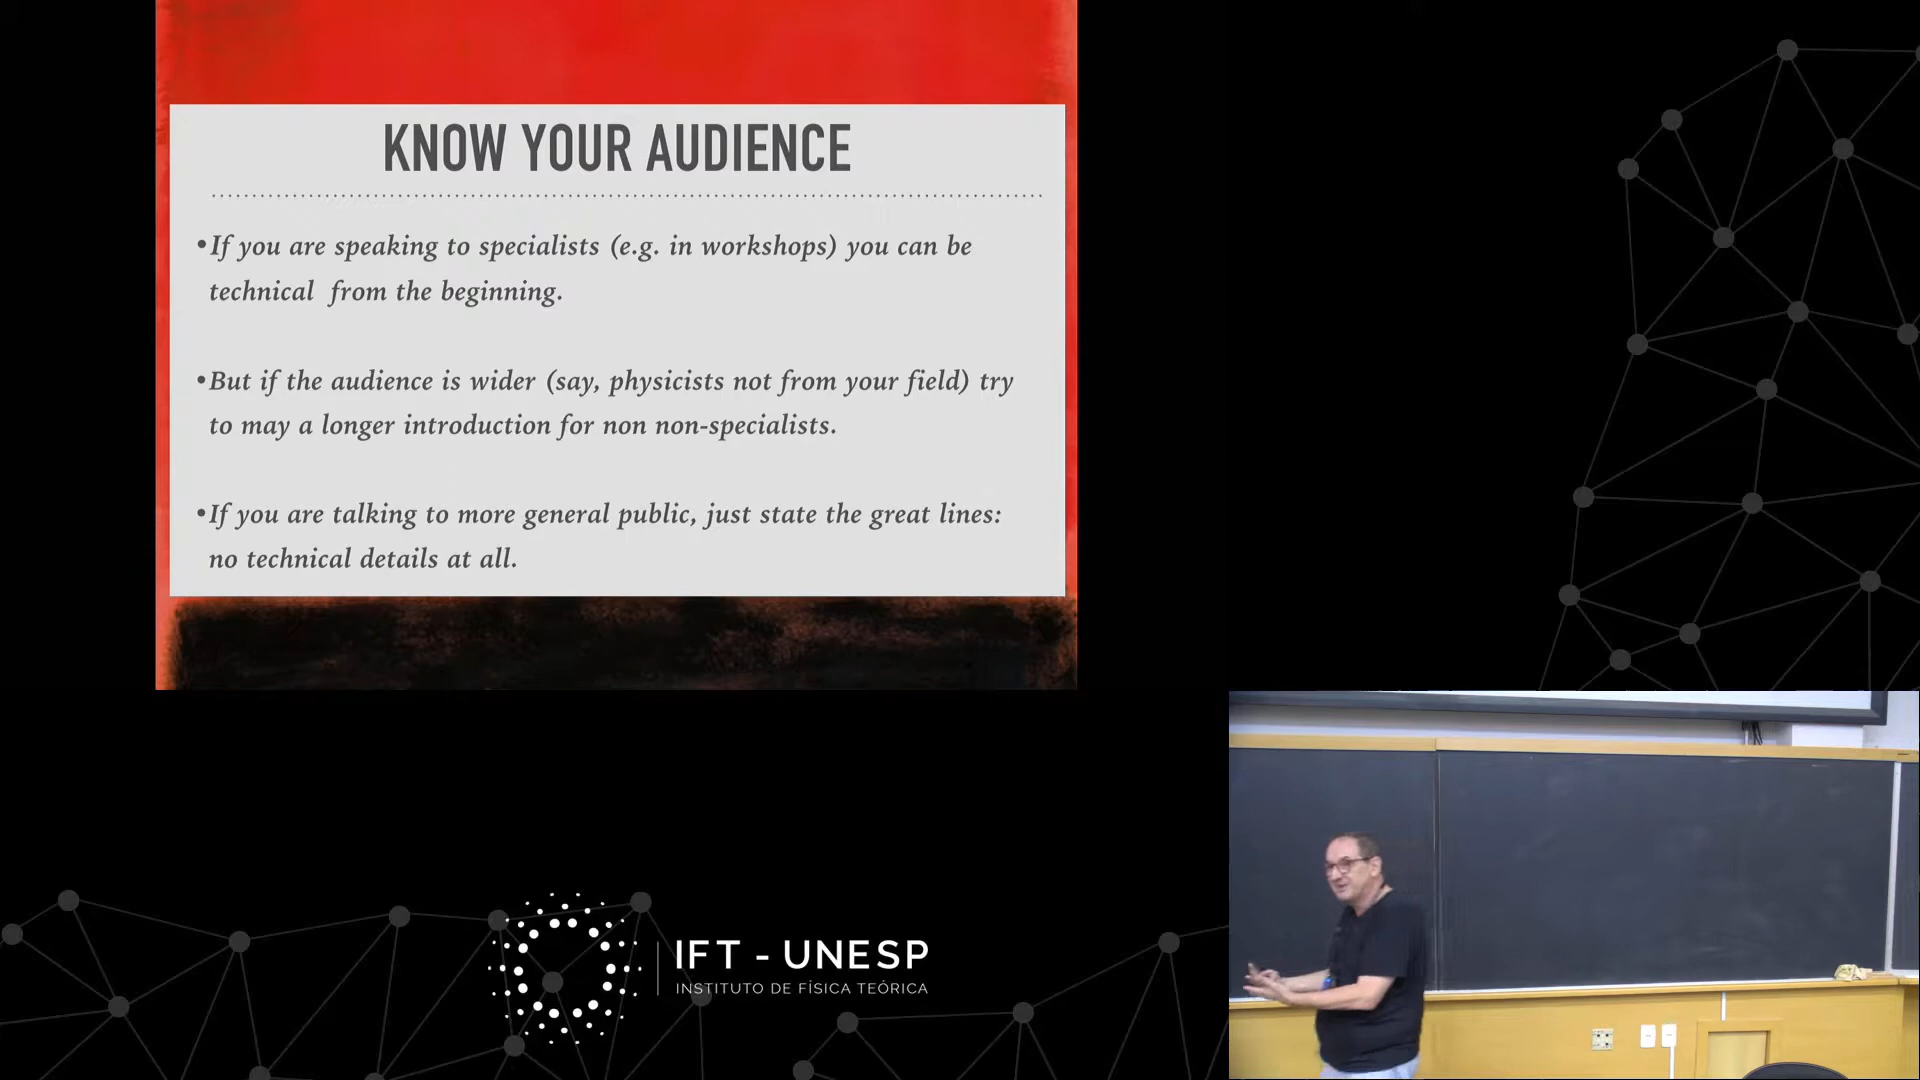 KNOW YOUR AUDIENCE
•If you are speaking to specialists (e.g. in workshops) you can be
technical  from the beginning.
•But if the audience is wider (say, physicists not from your field) try
to may a longer introduction for non non-specialists.
•If you are talking to more general public, just state the great lines:
no technical details at all.
IFT - UNESP
INSTITUTO DE FÍSICA TEÓRICA